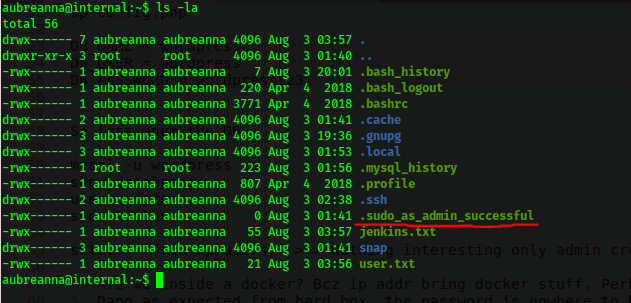 aubreanna@internal:~$ ls -la
total 56
drwx------ 7 aubreanna aubreanna 4096 Aug  3 03:57 .
drwxr-xr-x 3 root      root      4096 Aug  3 01:40 ..
-rwx------ 1 aubreanna aubreanna    7 Aug  3 20:01 .bash_history
-rwx------ 1 aubreanna aubreanna  220 Apr  4  2018 .bash_logout
-rwx------ 1 aubreanna aubreanna 3771 Apr  4  2018 .bashrc
drwx------ 2 aubreanna aubreanna 4096 Aug  3 01:41 .cache
drwx------ 3 aubreanna aubreanna 4096 Aug  3 19:36 .gnupg
drwx------ 3 aubreanna aubreanna 4096 Aug  3 01:53 .local
-rwx------ 1 root      root       223 Aug  3 01:56 .mysql_history
-rwx------ 1 aubreanna aubreanna  807 Apr  4  2018 .profile
drwx------ 2 aubreanna aubreanna 4096 Aug  3 02:38 .ssh
-rwx------ 1 aubreanna aubreanna    0 Aug  3 01:41 .sudo_as_admin_successful
-rwx------ 1 aubreanna aubreanna   55 Aug  3 03:57 jenkins.txt
drwx------ 3 aubreanna aubreanna 4096 Aug  3 01:41 snap
-rwx------ 1 aubreanna aubreanna   21 Aug  3 03:56 user.txt
aubreanna@internal:~$